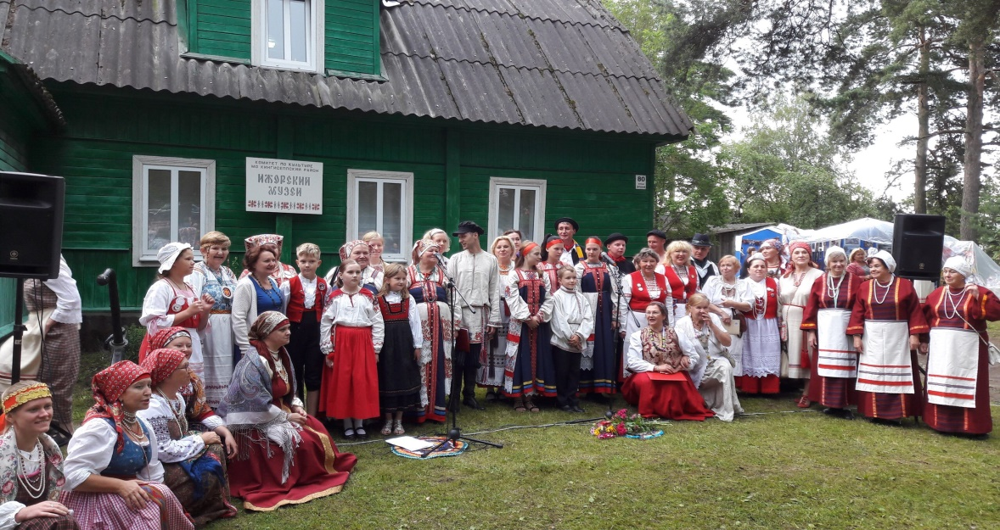 КОМИТЕТ ПО КУЛЬТУРЕ
МО КИНГИСЕППСКИЙ РАЙОН
ИЖОРСКИЙ
МУЗЕЙ
80